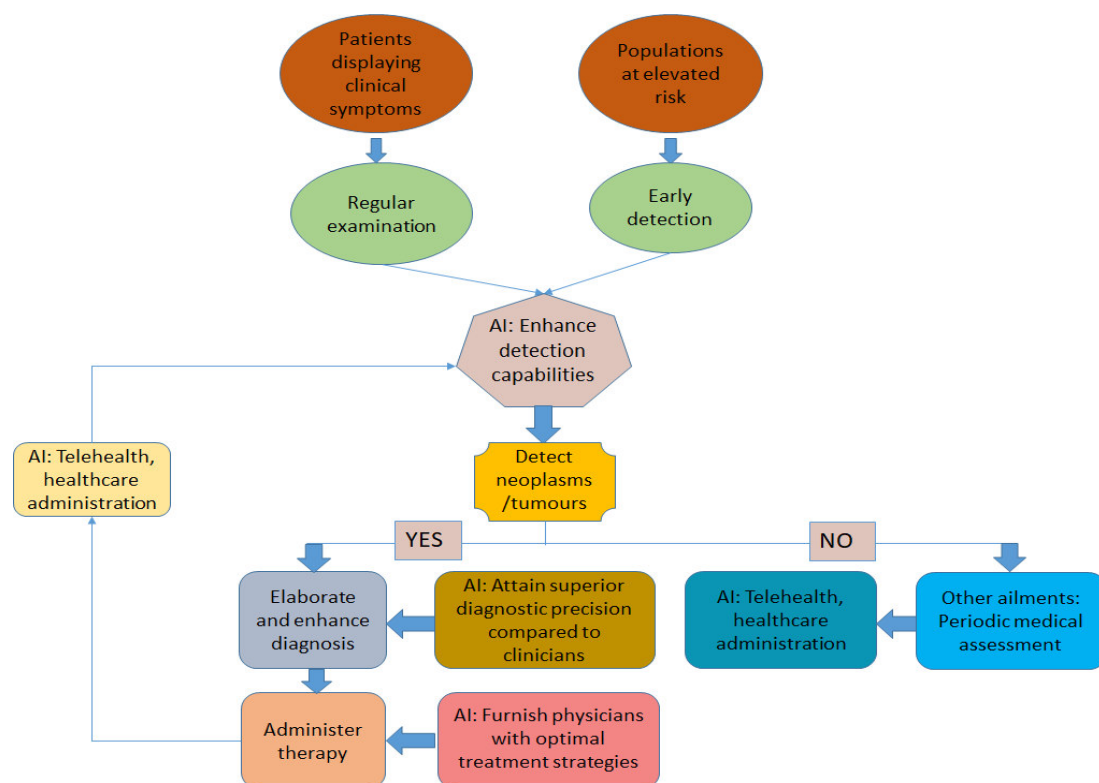 Patients
displaying
clinical
symptoms
Populations
at elevated
risk
Regular
examination
Early
detection
AI: Enhance
detection
capabilities
AI: Telehealth,
healthcare
administration
Detect
neoplasms
/tumours
YES
NO
Elaborate
and enhance
diagnosis
AI: Attain superior
diagnostic precision
compared to
clinicians
AI: Telehealth,
healthcare
administration
Other ailments:
Periodic medical
assessment
Administer
therapy
AI: Furnish physicians
with optimal
treatment strategies